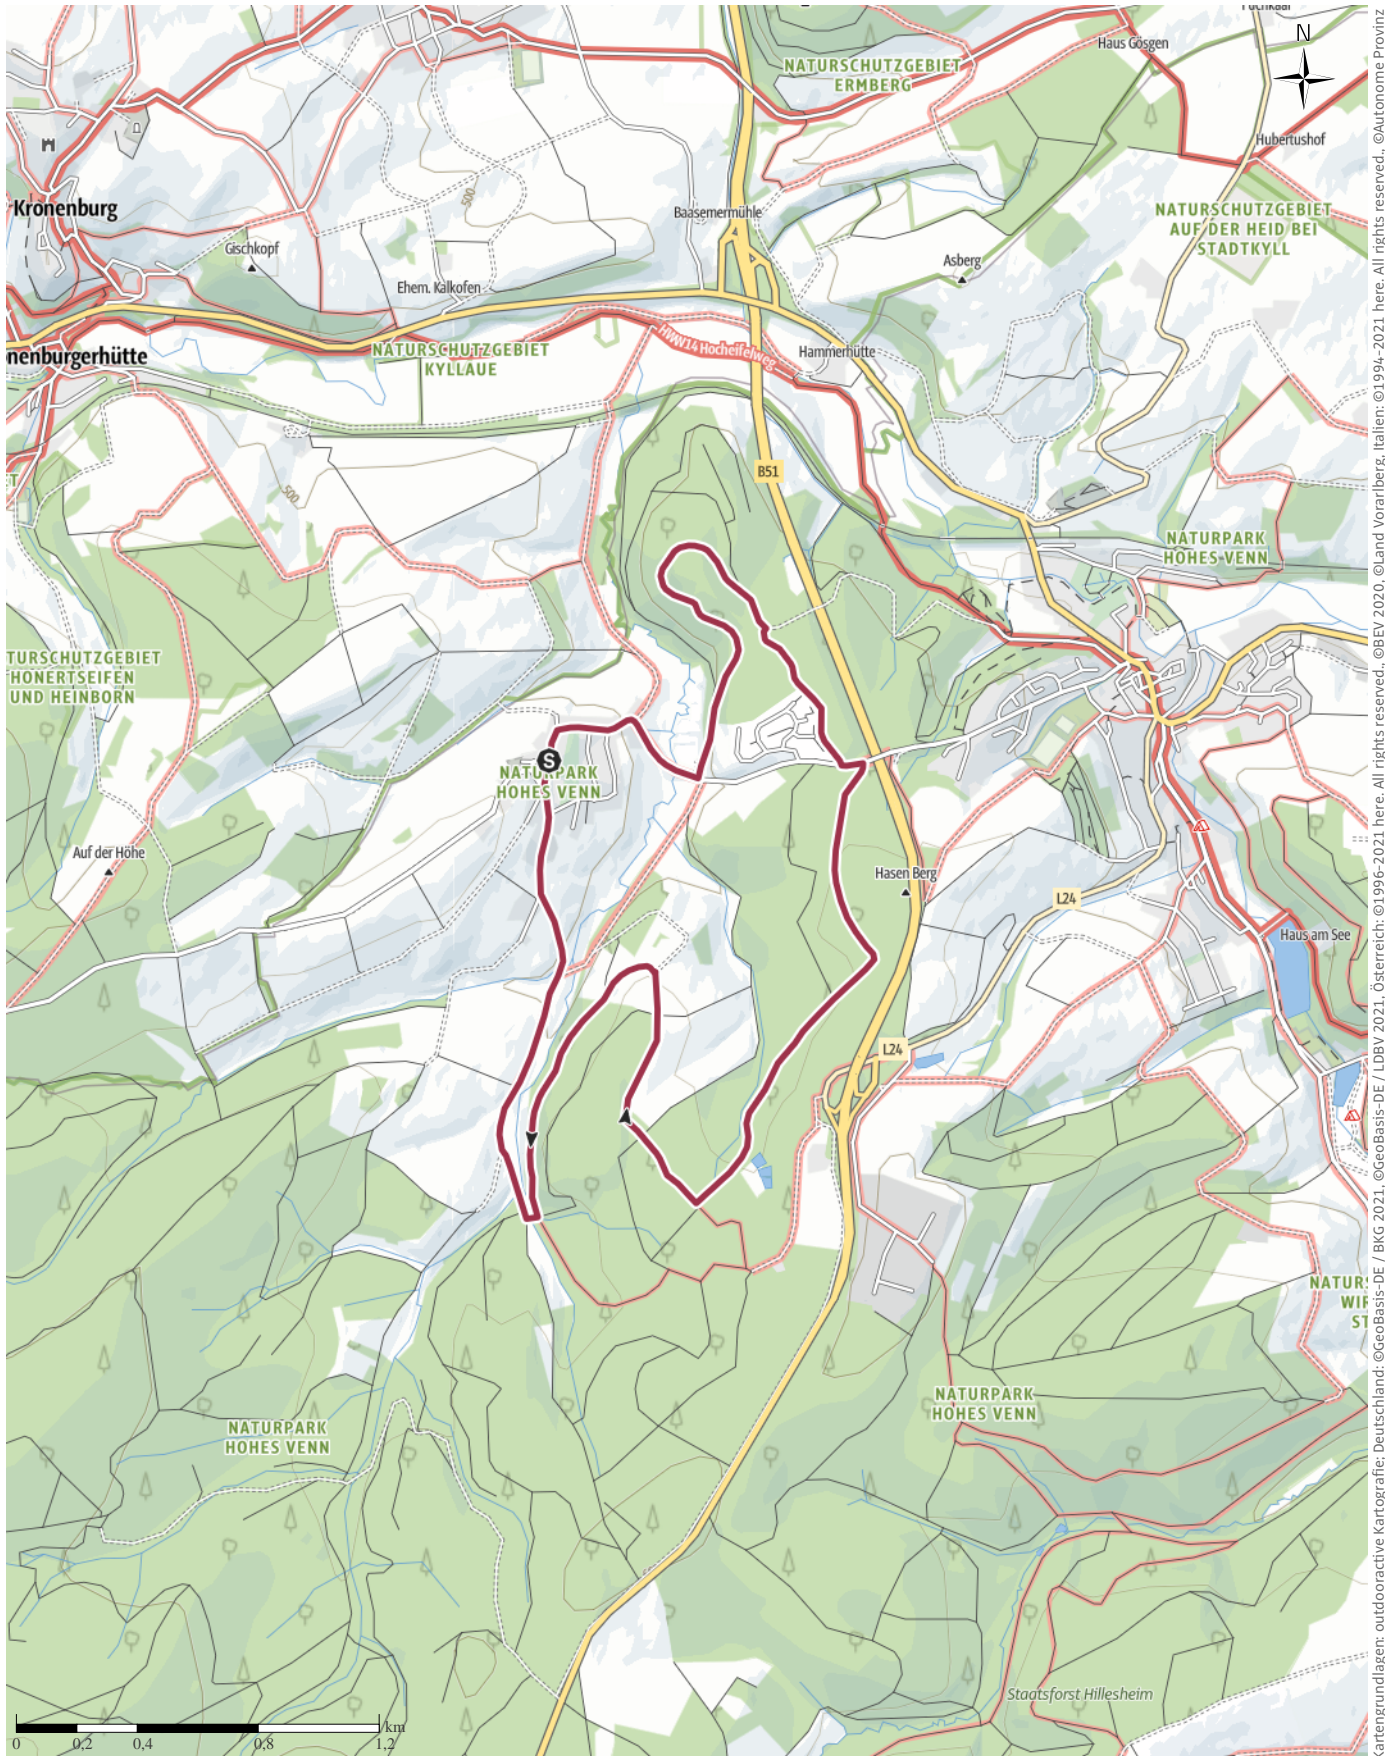 Haus Gösgen
N
NATURSCHUTZGEBIET
ERMBERG
Hubertushof
Kronenburg
Baasemermühle
NATURSCHUTZGEBIET
AUF DER HEID BEI
STADTKYLL
500
Gischkopf
Asberg
Ehem. Kalkofen
nenburgerhütte
NATURSCHUTZGEBIET
KYLLAUE
HWW14 Hocheifelweg
Hammerhütte
B51
500
NATURPARK
HOHES VENN
TURSCHUTZGEBIET
HONERTSEIFEN
UND HEINBORN
S
NATURPARK
HOHES VENN
Auf der Höhe
Hasen Berg
L24
Haus am See
L24
NATURS
WIR
ST
NATURPARK
HOHES VENN
NATURPARK
HOHES VENN
Staatsforst Hillesheim
km
0 0,2 0,4 0,8 1,2
artengrundlagen: outdooractive Kartografie; Deutschland: ©GeoBasis-DE / BKG 2021, ©GeoBasis-DE / LDBV 2021, Österreich: ©1996-2021 here. All rights reserved., ©BEV 2020, ©Land Vorarlberg, Italien: ©1994-2021 here. All rights reserved., ©Autonome Provinz